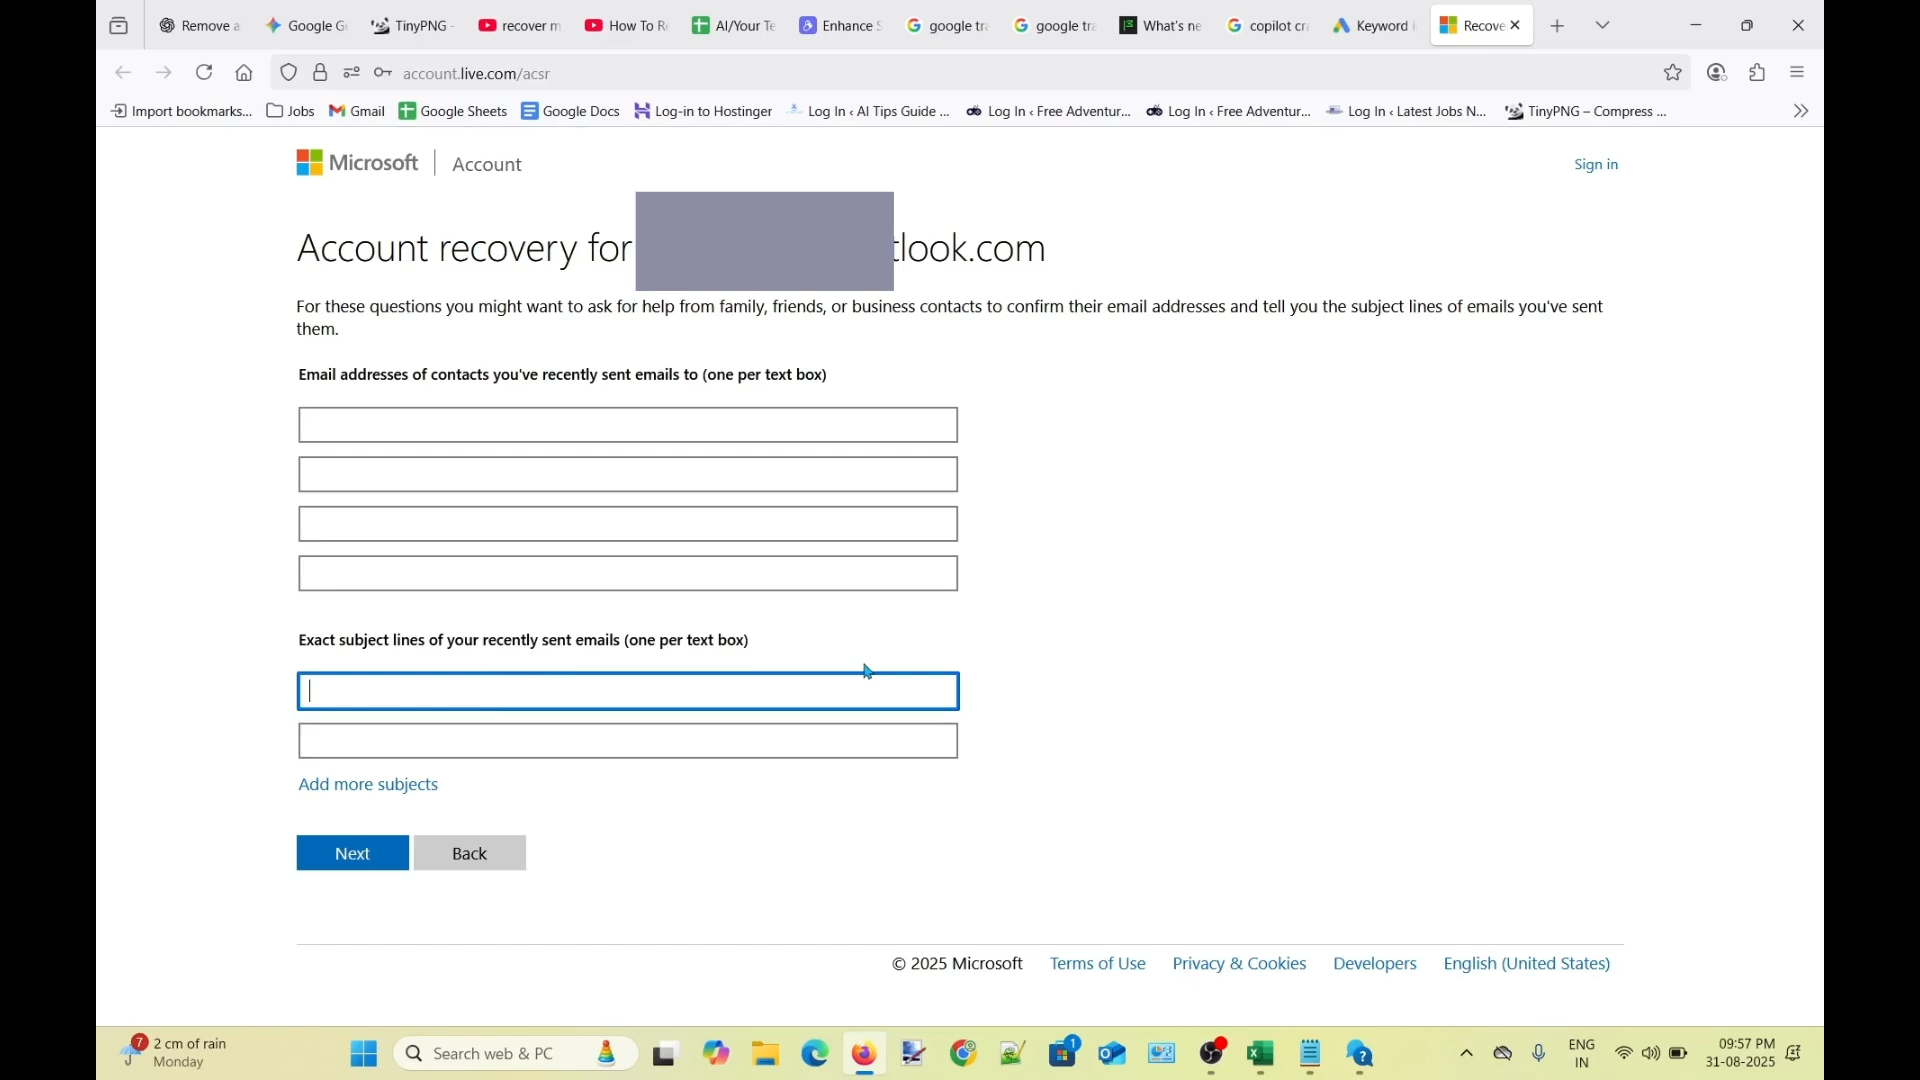 Remove a
Google G
TinyPNG -
recover m
How To R
AI/Your Te
Enhance S
google tra
google tra
What's ne
copilot cr
Keyword
Recove
account.live.com/acsr
Import bookmarks...
Jobs
Gmail
Google Sheets
Google Docs
Log-in to Hostinger
Log In ‹ AI Tips Guide ...
Log In ‹ Free Adventur...
Log In ‹ Free Adventur...
Log In ‹ Latest Jobs N...
TinyPNG – Compress ...
Microsoft
Account
Sign in
Account recovery for tlook.com
For these questions you might want to ask for help from family, friends, or business contacts to confirm their email addresses and tell you the subject lines of emails you've sent
them.
Email addresses of contacts you've recently sent emails to (one per text box)
Exact subject lines of your recently sent emails (one per text box)
Add more subjects
Next
Back
© 2025 Microsoft
Terms of Use
Privacy & Cookies
Developers
English (United States)
7
2 cm of rain
Monday
Search web & PC
1
ENG
IN
09:57 PM
31-08-2025